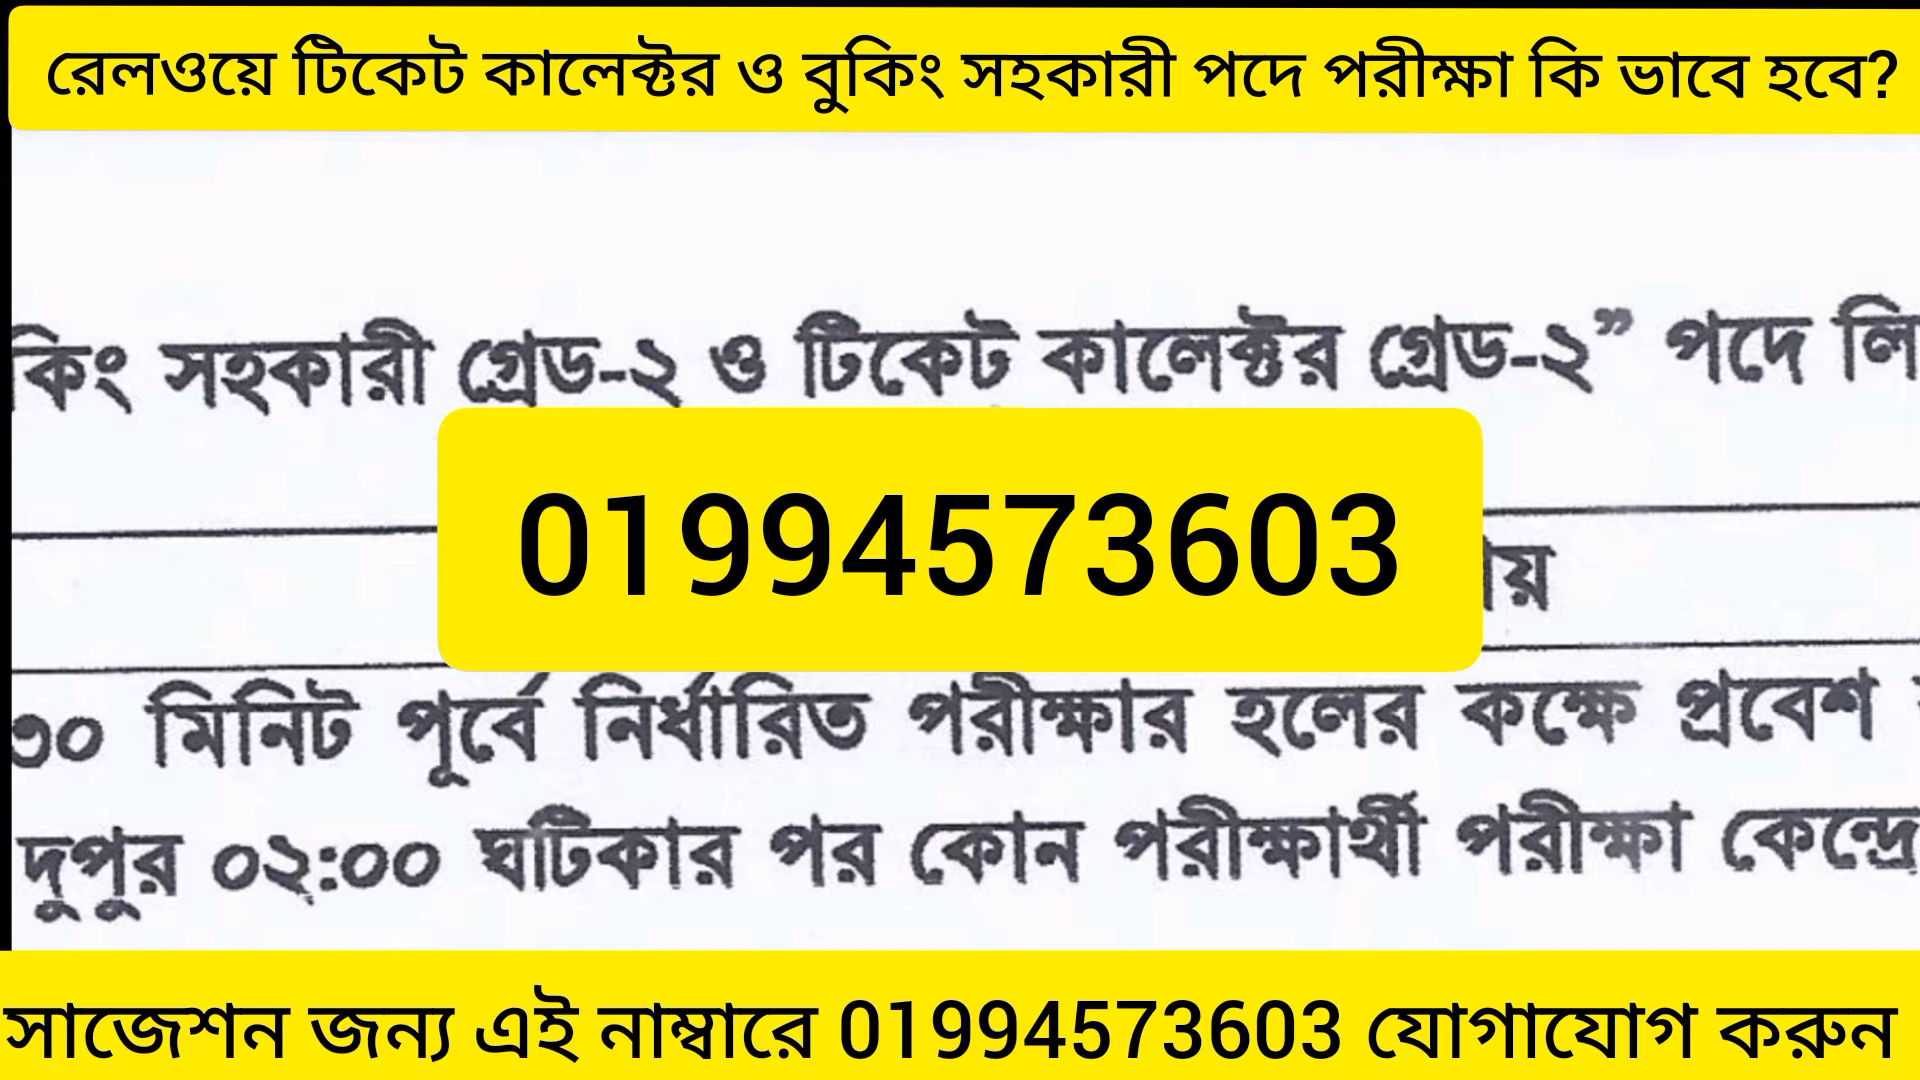 রেলওয়ে টিকেট কালেক্টর ও বুকিং সহকারী পদে পরীক্ষা কি ভাবে হবে?
সহকারী গ্রেড-২ ও টিকেট কালেক্টর গ্রেড-২” পদে
01994573603
৩০ মিনিট পূর্বে নির্ধারিত পরীক্ষার হলের কক্ষে প্রবেশ
দুপুর ০২:০০ ঘটিকার পর কোন পরীক্ষার্থী পরীক্ষা কেন্দ্রে
সাজেশন জন্য এই নাম্বারে 01994573603 যোগাযোগ করুন